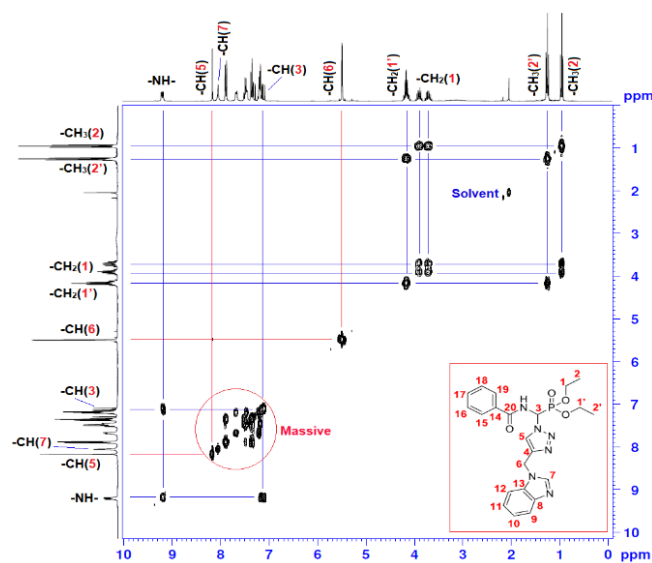 -NH-
-CH(5)
-CH(7)
-CH(3)
-CH(6)
-CH₂(1')
-CH₂(1)
-CH₃(2')
-CH₃(2)
ppm
-CH₃(2)
-CH₃(2')
-CH₂(1)
-CH₂(1')
-CH(6)
-CH(3)
-CH(7)
-CH(5)
-NH-
Solvent
Massive
1
2
3
4
5
6
7
8
9
10
18
19
17
16
15
14
20
O
H
N
3
O
P
O
O
1
2
1'
2'
5
N
N
N
4
6
N
7
N
13
12
11
10
9
8
10 9 8 7 6 5 4 3 2 1 0 ppm